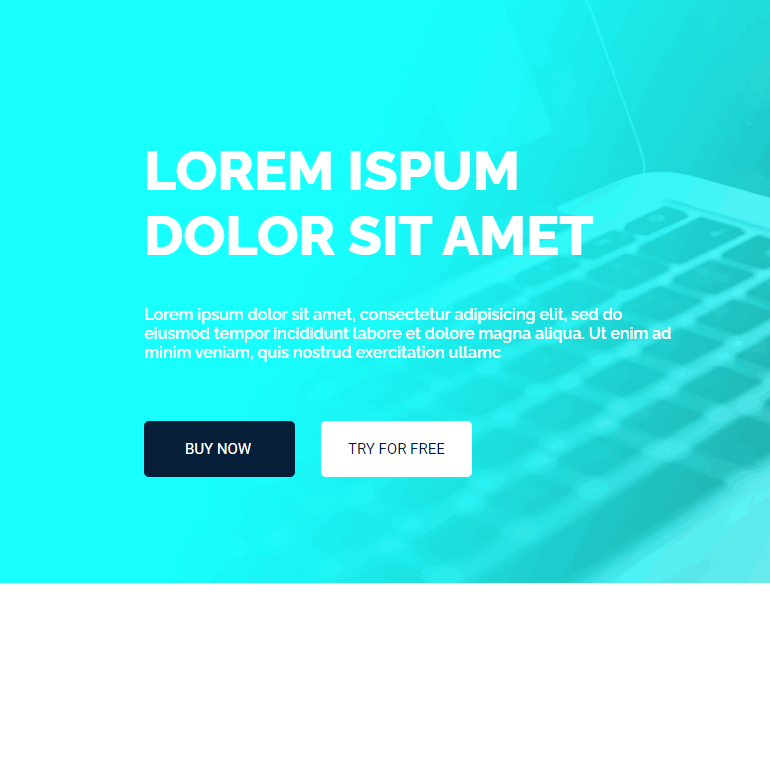 LOREM ISPUM
DOLOR SIT AMET
Lorem ipsum dolor sit amet, consectetur adipisicing elit, sed do
eiusmod tempor incididunt labore et dolore magna aliqua. Ut enim ad
minim veniam, quis nostrud exercitation ullamc
BUY NOW
TRY FOR FREE